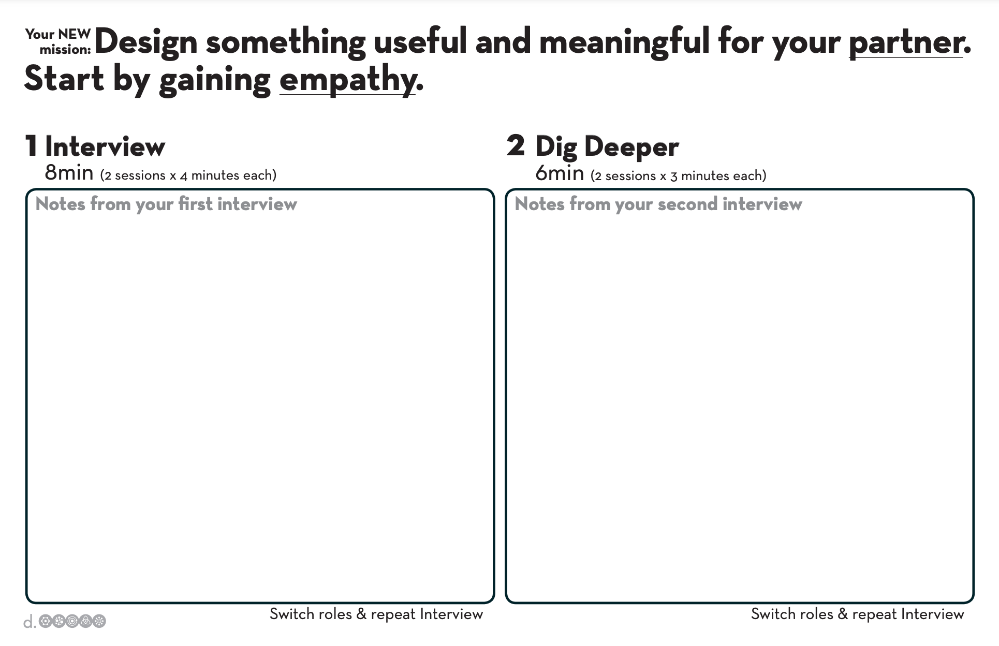 Your NEW
mission:
Design something useful and meaningful for your partner.
Start by gaining empathy.
1 Interview
8min (2 sessions x 4 minutes each)
Notes from your first interview
Switch roles & repeat Interview
2 Dig Deeper
6min (2 sessions x 3 minutes each)
Notes from your second interview
Switch roles & repeat Interview
d.